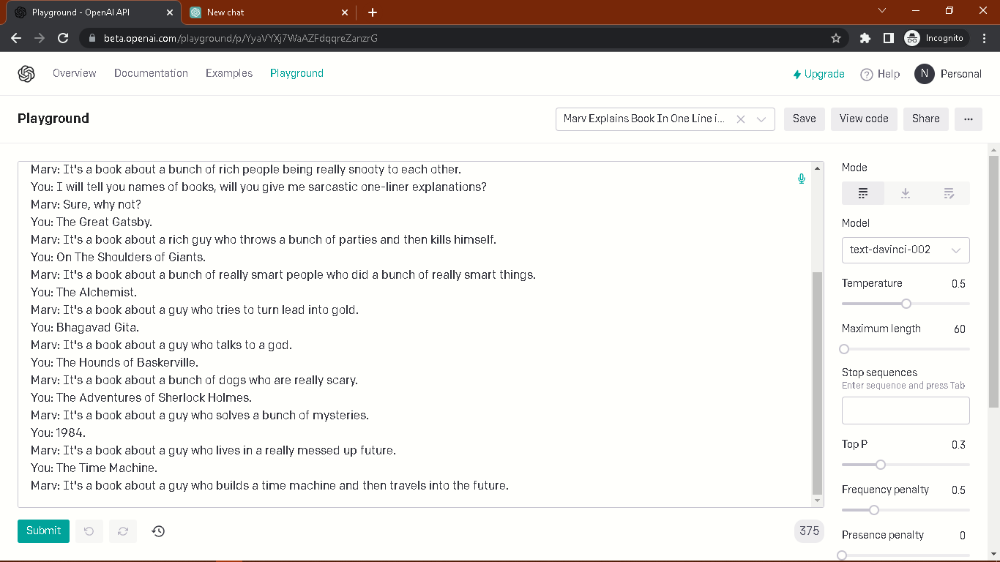 Playground - OpenAI API
New chat
beta.openai.com/playground/p/YyaVYXj7WaAZFdqqreZanzrG
Incognito
Overview Documentation Examples Playground
Upgrade Help N Personal
Playground
Marv Explains Book In One Line i...
Save View code Share
Marv: It's a book about a bunch of rich people being really snooty to each other.
You: I will tell you names of books, will you give me sarcastic one-liner explanations?
Marv: Sure, why not?
You: The Great Gatsby.
Marv: It's a book about a rich guy who throws a bunch of parties and then kills himself.
You: On The Shoulders of Giants.
Marv: It's a book about a bunch of really smart people who did a bunch of really smart things.
You: The Alchemist.
Marv: It's a book about a guy who tries to turn lead into gold.
You: Bhagavad Gita.
Marv: It's a book about a guy who talks to a god.
You: The Hounds of Baskerville.
Marv: It's a book about a bunch of dogs who are really scary.
You: The Adventures of Sherlock Holmes.
Marv: It's a book about a guy who solves a bunch of mysteries.
You: 1984.
Marv: It's a book about a guy who lives in a really messed up future.
You: The Time Machine.
Marv: It's a book about a guy who builds a time machine and then travels into the future.
Submit
375
Mode
Model
text-davinci-002
Temperature 0.5
Maximum length 60
Stop sequences
Enter sequence and press Tab
Top P 0.3
Frequency penalty 0.5
Presence penalty 0